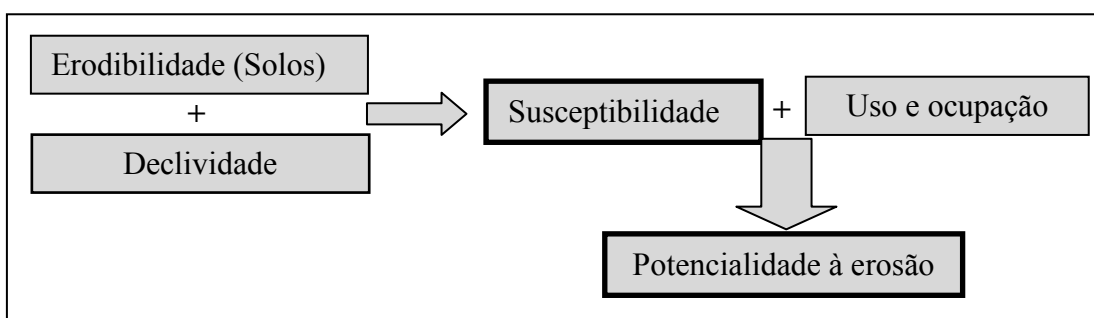 Erodibilidade (Solos)
+
Declividade
Susceptibilidade
+
Uso e ocupação
Potencialidade à erosão